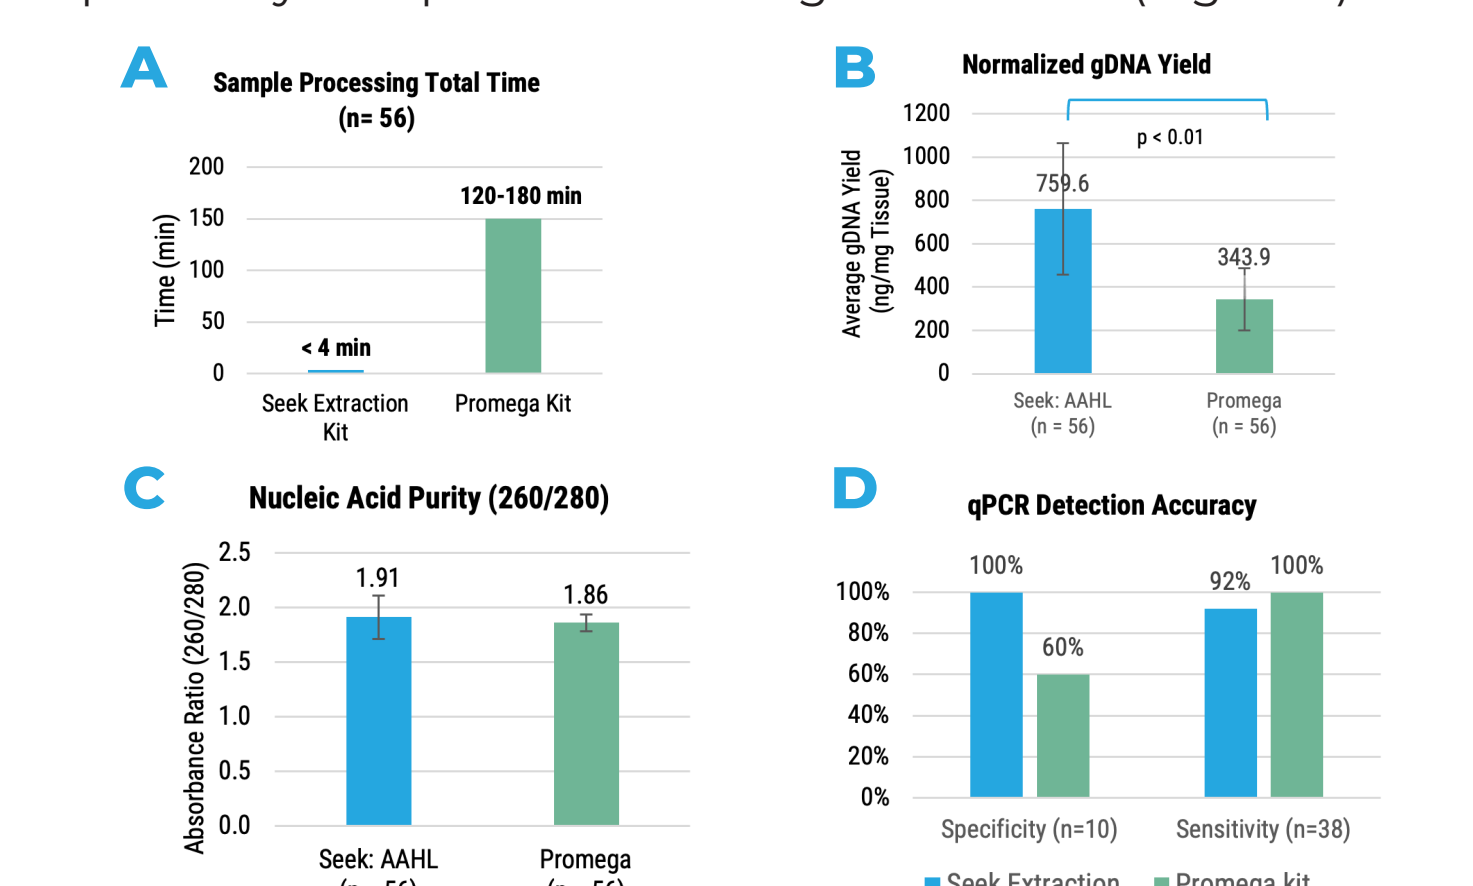 A
Sample Processing Total Time
(n= 56)
Time (min)
200
150
100
50
0
120-180 min
< 4 min
Seek Extraction
Kit
Promega Kit
B
Normalized gDNA Yield
Average gDNA Yield
(ng/mg Tissue)
1200
1000
800
600
400
200
0
p < 0.01
759.6
343.9
Seek: AAHL
(n = 56)
Promega
(n = 56)
C
Nucleic Acid Purity (260/280)
Absorbance Ratio (260/280)
2.5
2.0
1.5
1.0
0.5
0.0
1.91
1.86
Seek: AAHL
(n = 56)
Promega
(n = 56)
D
qPCR Detection Accuracy
100%
80%
60%
40%
20%
0%
100%
60%
92%
100%
Specificity (n=10)
Sensitivity (n=38)
Seek Extraction
Promega kit